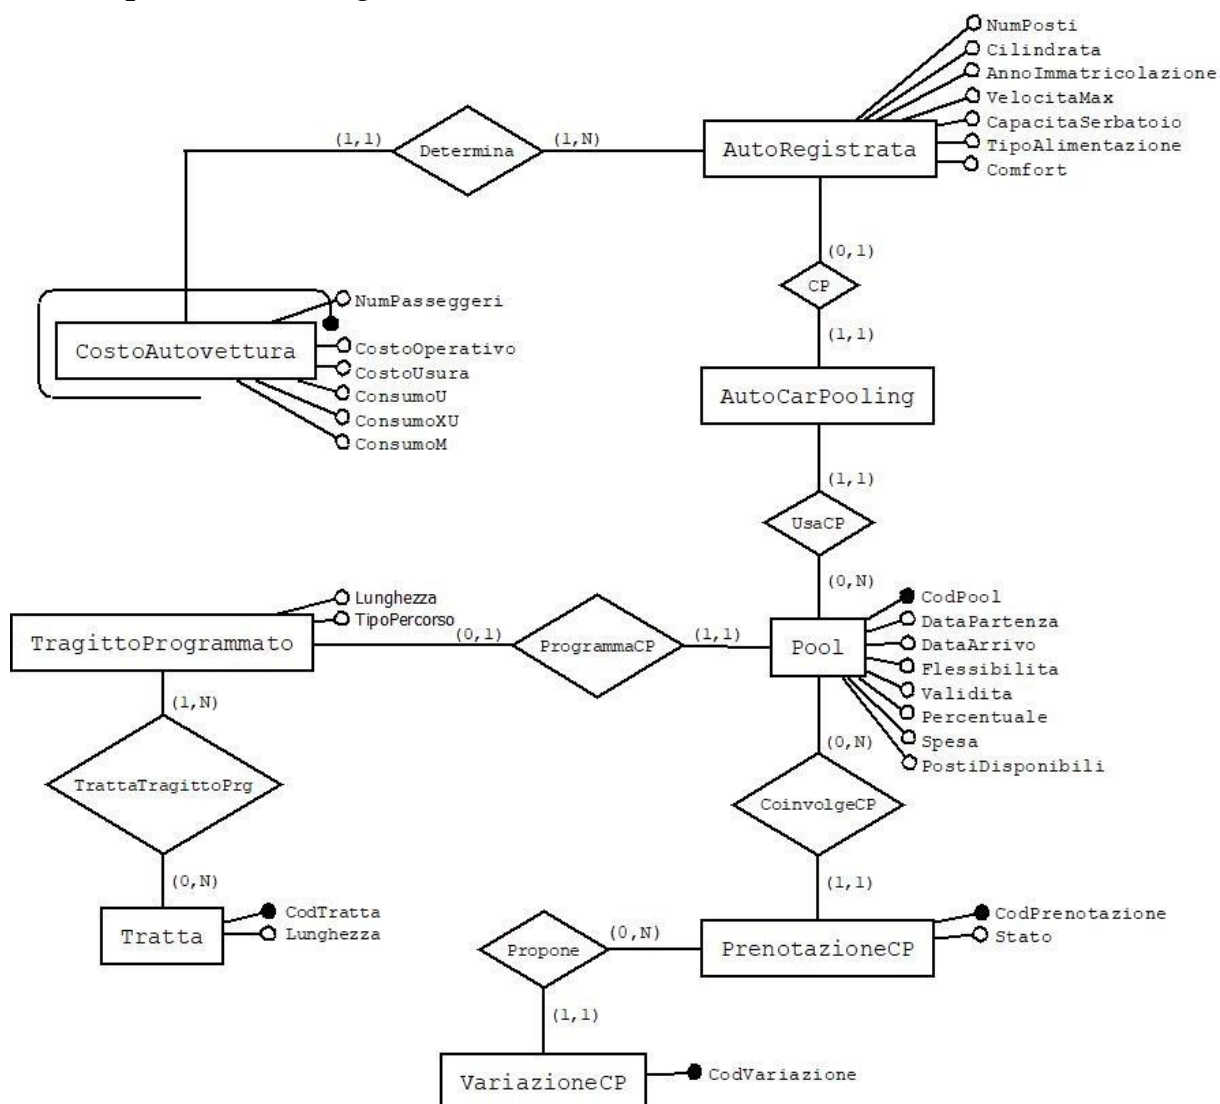 NumPosti
Cilindrata
AnnoImmatricolazione
VelocitaMax
CapacitaSerbatoio
TipoAlimentazione
Comfort
(1,1)
Determina
(1,N)
AutoRegistrata
(0,1)
CP
(1,1)
NumPasseggeri
CostoAutovettura
CostoOperativo
CostoUsura
ConsumoU
ConsumoXU
ConsumoM
AutoCarPooling
(1,1)
UsaCP
(0,N)
Lunghezza
TipoPercorso
TragittoProgrammato
(0,1)
ProgrammaCP
(1,1)
Pool
CodPool
DataPartenza
DataArrivo
Flessibilita
Validita
Percentuale
Spesa
PostiDisponibili
(1,N)
TrattaTragittoPrg
(0,N)
(0,N)
CoinvolgeCP
(1,1)
Tratta
CodTratta
Lunghezza
Propone
(0,N)
PrenotazioneCP
CodPrenotazione
Stato
(1,1)
VariazioneCP
CodVariazione